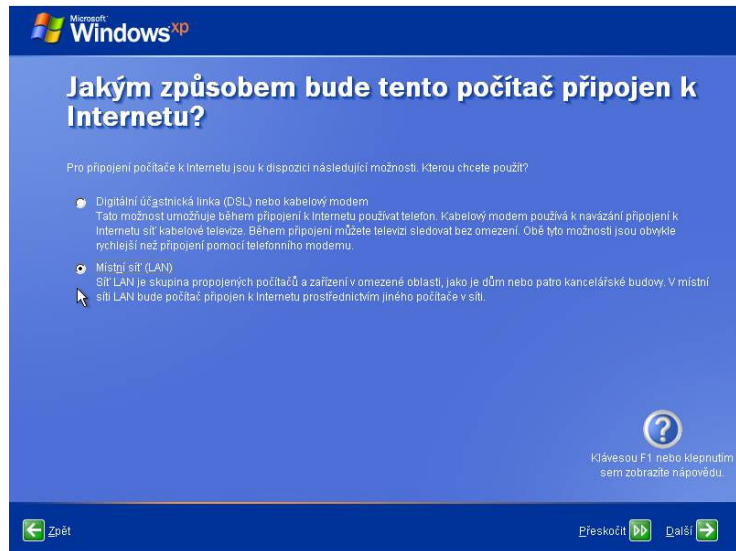 Microsoft
Windows xp
Jakým způsobem bude tento počítač připojen k
Internetu?
Pro připojení počítače k Internetu jsou k dispozici následující možnosti. Kterou chcete použít?
Digitální účastnická linka (DSL) nebo kabelový modem
Tato možnost umožňuje během připojení k Internetu používat telefon. Kabelový modem používá k navázání připojení k
Internetu síť kabelové televize. Během připojení můžete televizi sledovat bez omezení. Obě tyto možnosti jsou obvykle
rychlejší než připojení pomocí telefonního modemu.
Místní síť (LAN)
Síť LAN je skupina propojených počítačů a zařízení v omezené oblasti, jako je dům nebo patro kancelářské budovy. V místní
síti LAN bude počítač připojen k Internetu prostřednictvím jiného počítače v síti.
Klávesou F1 nebo klepnutím
sem zobrazíte nápovědu.
Zpět
Přeskočit
Další